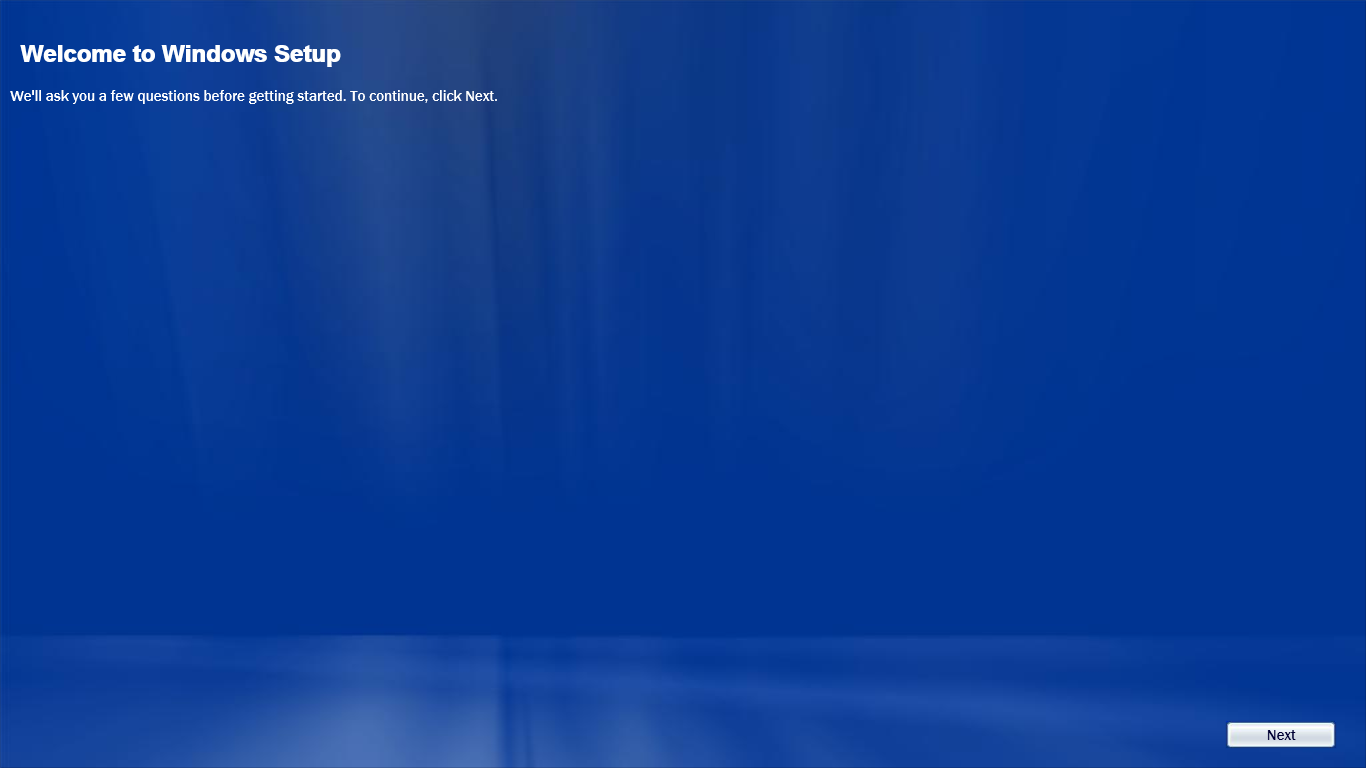 Welcome to Windows Setup
We'll ask you a few questions before getting started. To continue, click Next.
Next